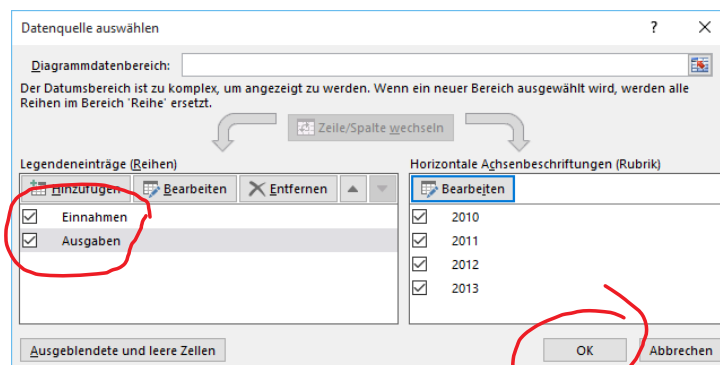 Datenquelle auswählen
?
Diagrammdatenbereich:
Der Datumsbereich ist zu komplex, um angezeigt zu werden. Wenn ein neuer Bereich ausgewählt wird, werden alle
Reihen im Bereich 'Reihe' ersetzt.
Zeile/Spalte wechseln
Legendeneinträge (Reihen)
Hinzufügen Bearbeiten Entfernen
Einnahmen
Ausgaben
Horizontale Achsenbeschriftungen (Rubrik)
Bearbeiten
2010
2011
2012
2013
Ausgeblendete und leere Zellen
OK
Abbrechen